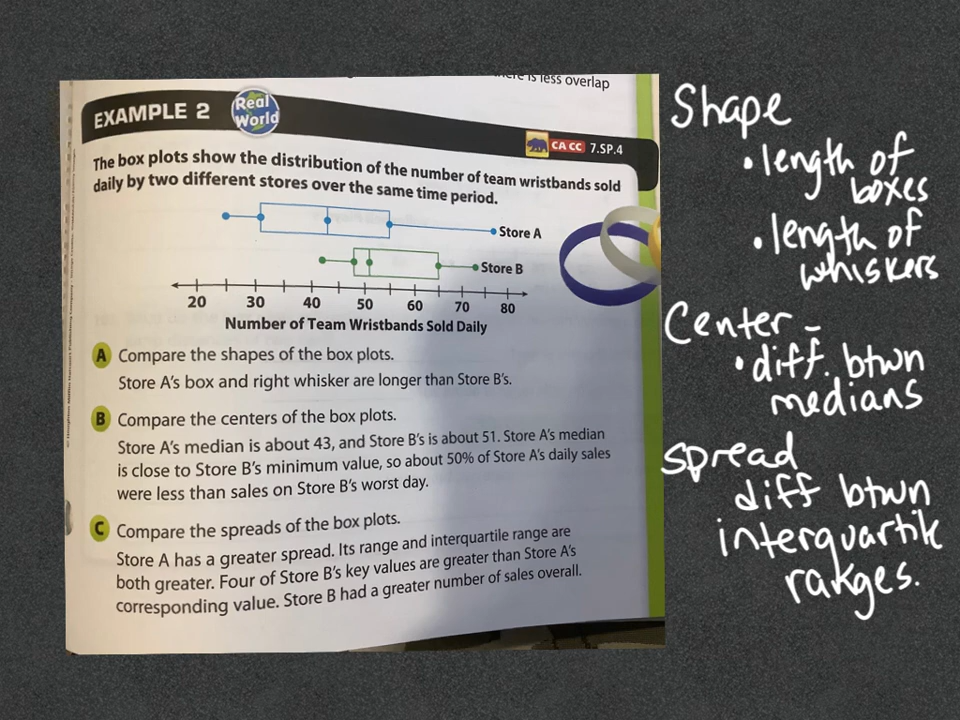 there is less overlap
EXAMPLE 2
Real
World
CA CC 7.SP.4
The box plots show the distribution of the number of team wristbands sold
daily by two different stores over the same time period.
Store A
Store B
20 30 40 50 60 70 80
Number of Team Wristbands Sold Daily
A Compare the shapes of the box plots.
Store A's box and right whisker are longer than Store B's.
B Compare the centers of the box plots.
Store A's median is about 43, and Store B's is about 51. Store A's median
is close to Store B's minimum value, so about 50% of Store A's daily sales
were less than sales on Store B's worst day.
C Compare the spreads of the box plots.
Store A has a greater spread. Its range and interquartile range are
both greater. Four of Store B's key values are greater than Store A's
corresponding value. Store B had a greater number of sales overall.
Shape
• length of
boxes
• length of
whiskers
Center -
• diff. btwn
medians
spread
diff btwn
interquartile
ranges.